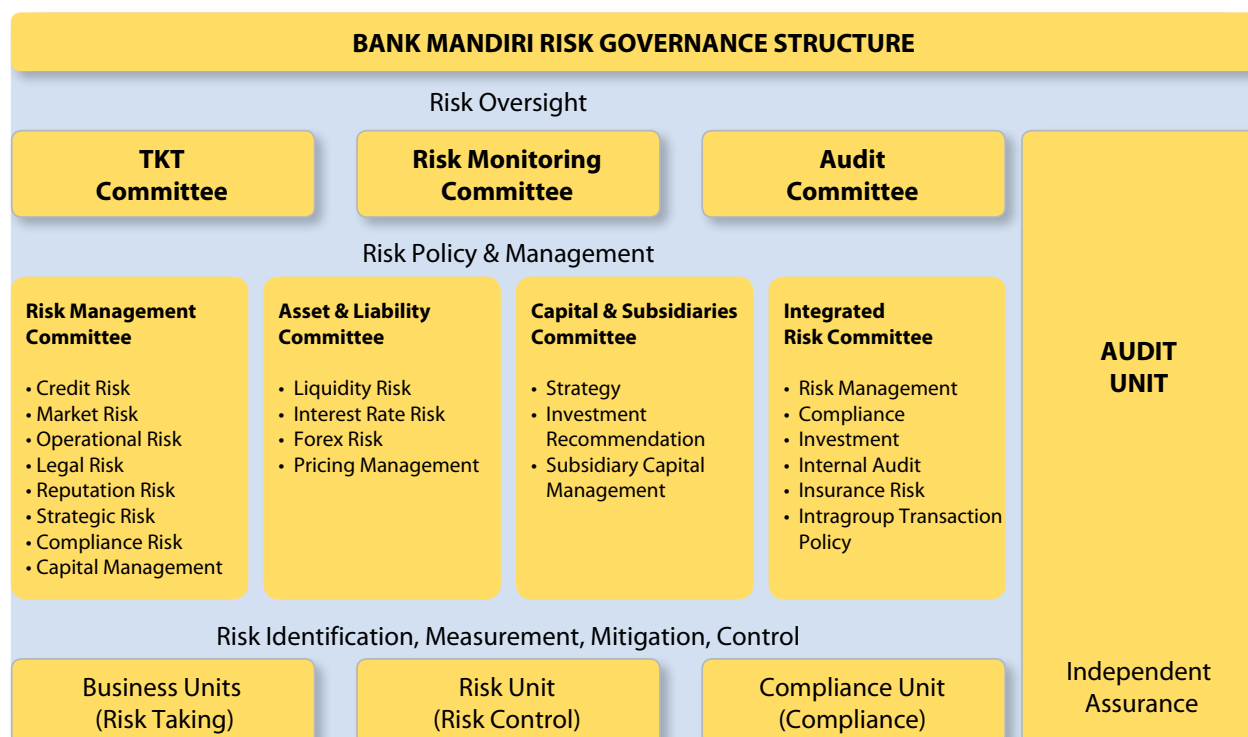 BANK MANDIRI RISK GOVERNANCE STRUCTURE
Risk Oversight
TKT
Committee
Risk Monitoring
Committee
Audit
Committee
Risk Policy & Management
Risk Management
Committee
• Credit Risk
• Market Risk
• Operational Risk
• Legal Risk
• Reputation Risk
• Strategic Risk
• Compliance Risk
• Capital Management
Asset & Liability
Committee
• Liquidity Risk
• Interest Rate Risk
• Forex Risk
• Pricing Management
Capital & Subsidiaries
Committee
• Strategy
• Investment
Recommendation
• Subsidiary Capital
Management
Integrated
Risk Committee
• Risk Management
• Compliance
• Investment
• Internal Audit
• Insurance Risk
• Intragroup Transaction
Policy
AUDIT
UNIT
Risk Identification, Measurement, Mitigation, Control
Business Units
(Risk Taking)
Risk Unit
(Risk Control)
Compliance Unit
(Compliance)
Independent
Assurance